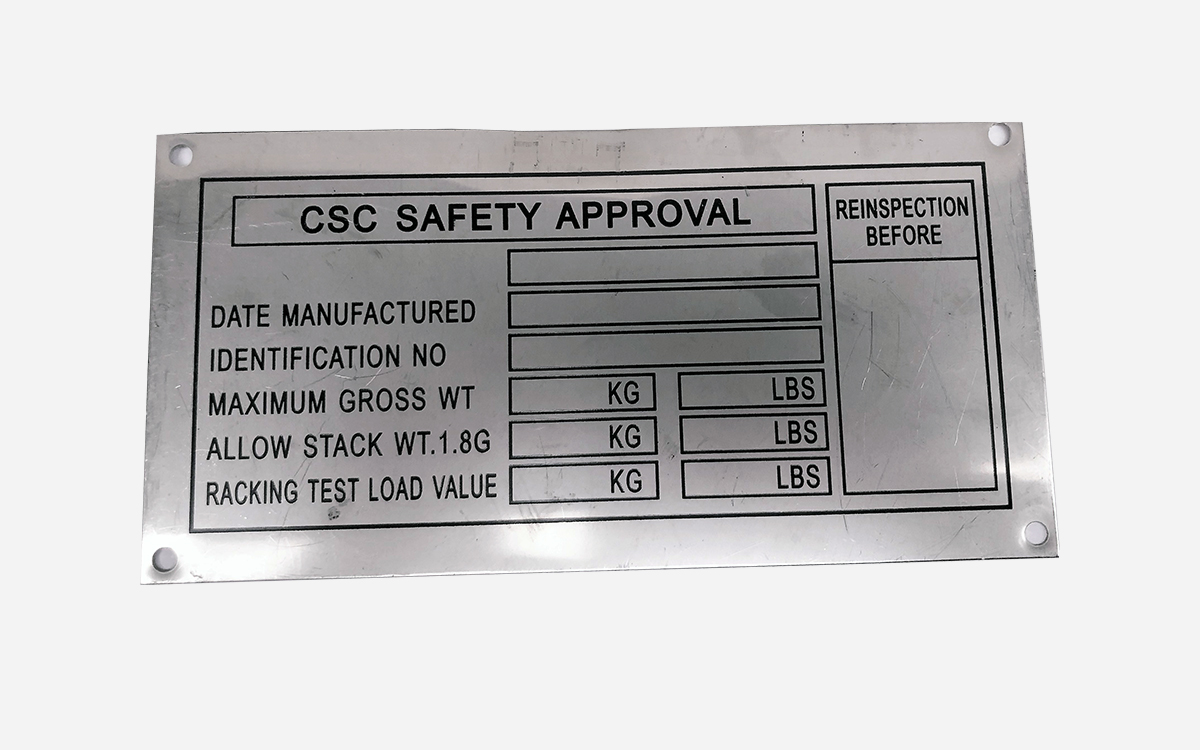 CSC SAFETY APPROVAL
REINSPECTION
BEFORE
DATE MANUFACTURED
IDENTIFICATION NO
MAXIMUM GROSS WT KG LBS
ALLOW STACK WT.1.8G KG LBS
RACKING TEST LOAD VALUE KG LBS